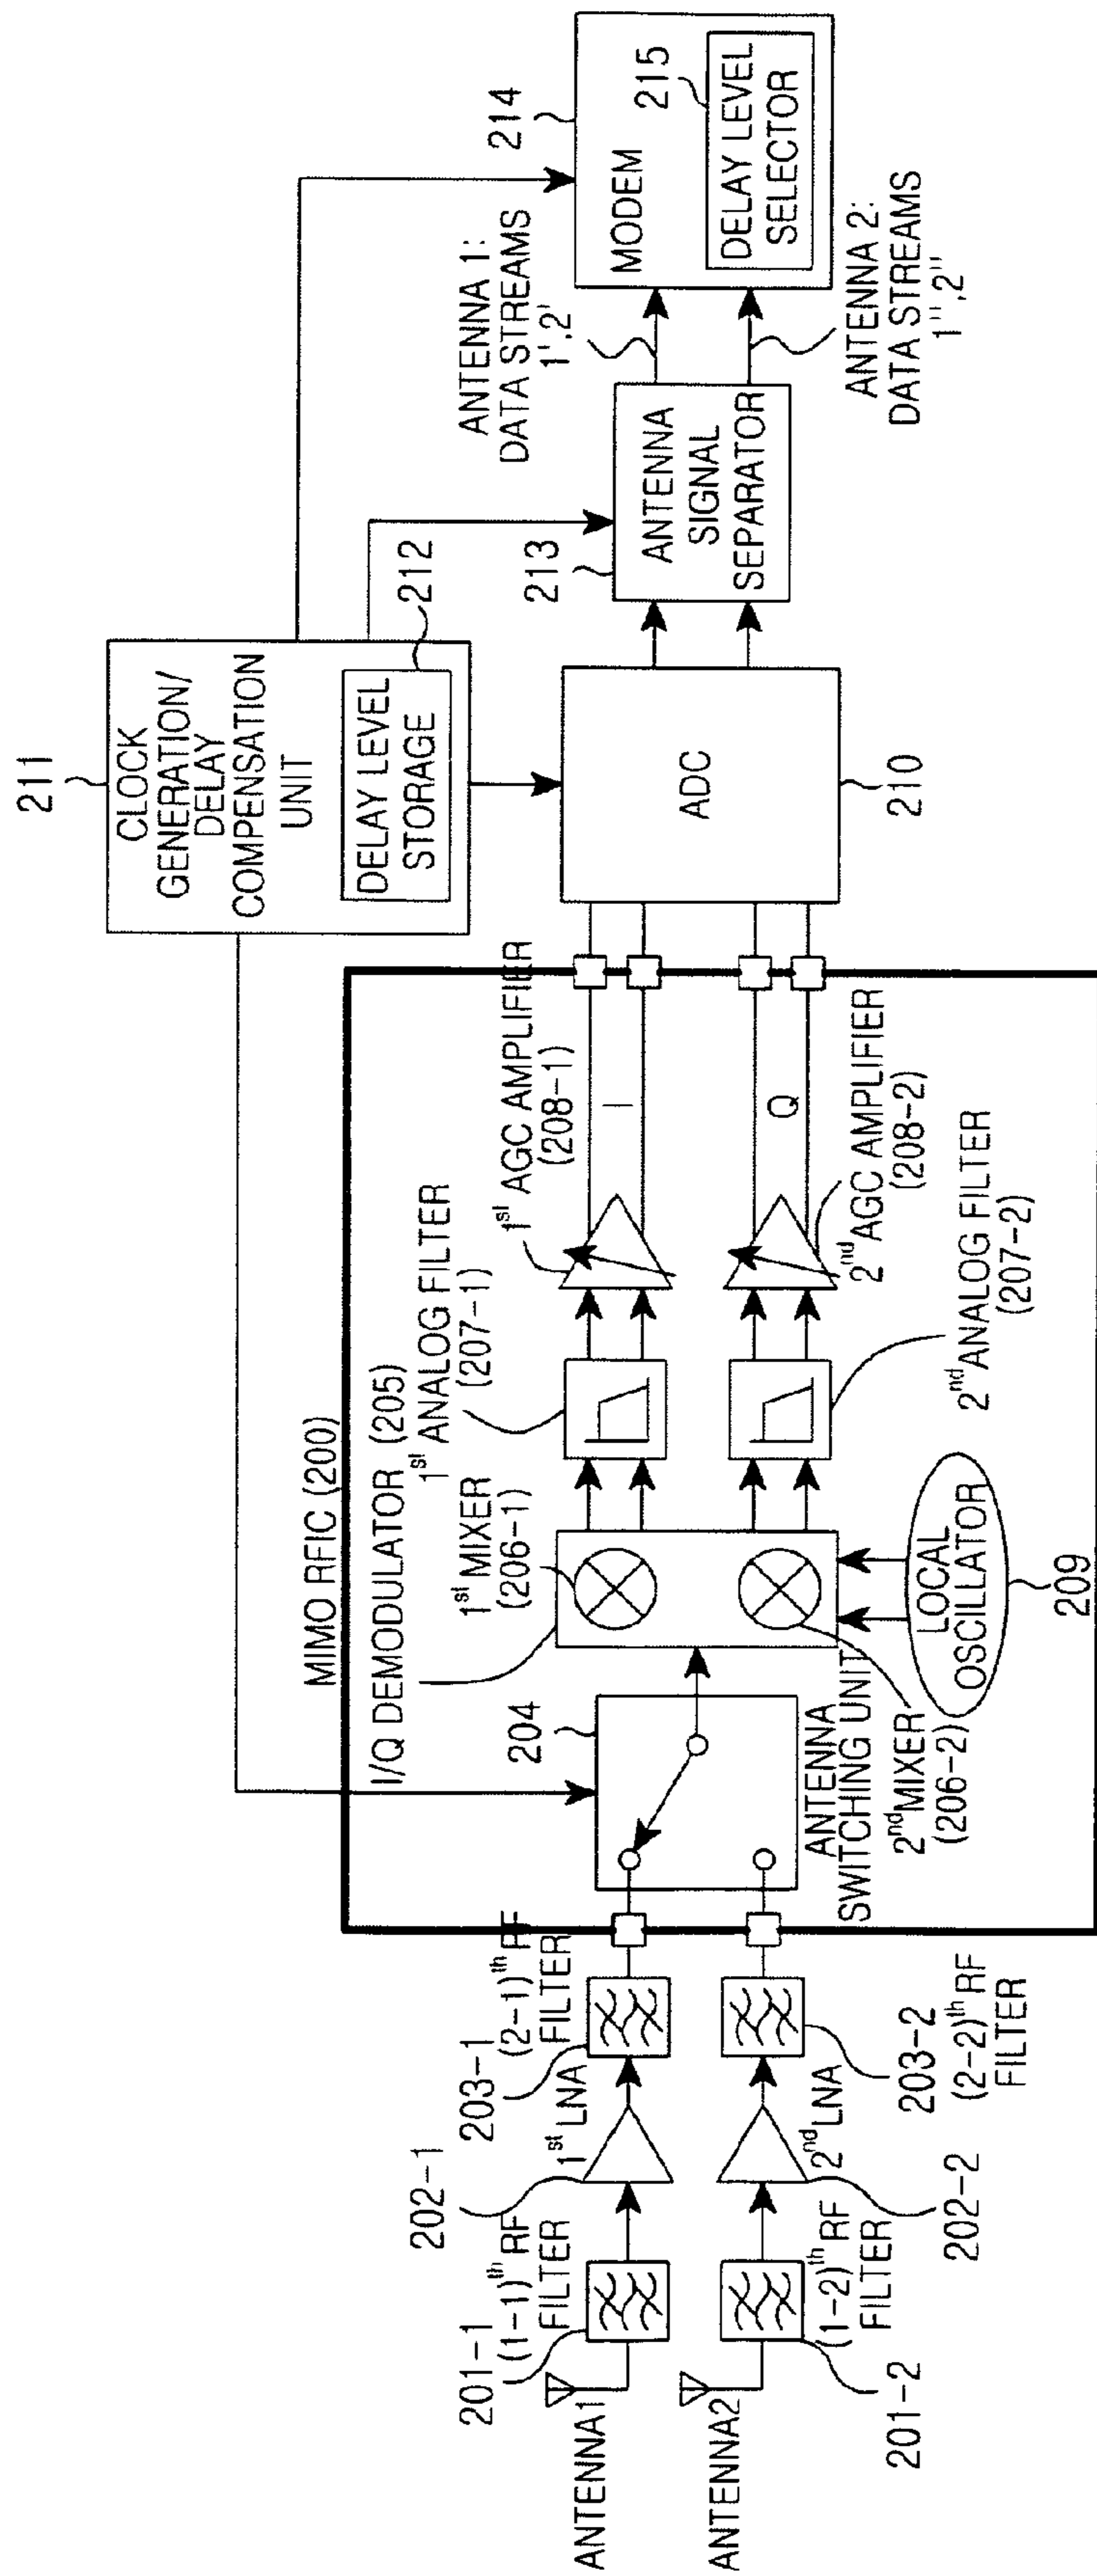 211
CLOCK
GENERATION/
DELAY
COMPENSATION
UNIT
DELAY LEVEL
STORAGE
212
214
MODEM
215
DELAY LEVEL
SELECTOR
ANTENNA 1:
DATA STREAMS
1',2'
ANTENNA 2:
DATA STREAMS
1'',2''
213
ANTENNA
SIGNAL
SEPARATOR
ADC
210
MIMO RFIC (200)
I/Q DEMODULATOR (205)
1st MIXER
(206-1)
1st ANALOG FILTER
(207-1)
1st AGC AMPLIFIER
(208-1)
I
Q
2nd AGC AMPLIFIER
(208-2)
2nd ANALOG FILTER
(207-2)
LOCAL
OSCILLATOR
209
2nd MIXER
(206-2)
204
ANTENNA
SWITCHING UNIT
203-1
(2-1)th RF
FILTER
202-1
1st LNA
201-1
(1-1)th RF
FILTER
ANTENNA1
ANTENNA2
(1-2)th RF
FILTER
201-2
2nd LNA
202-2
203-2
(2-2)th RF
FILTER